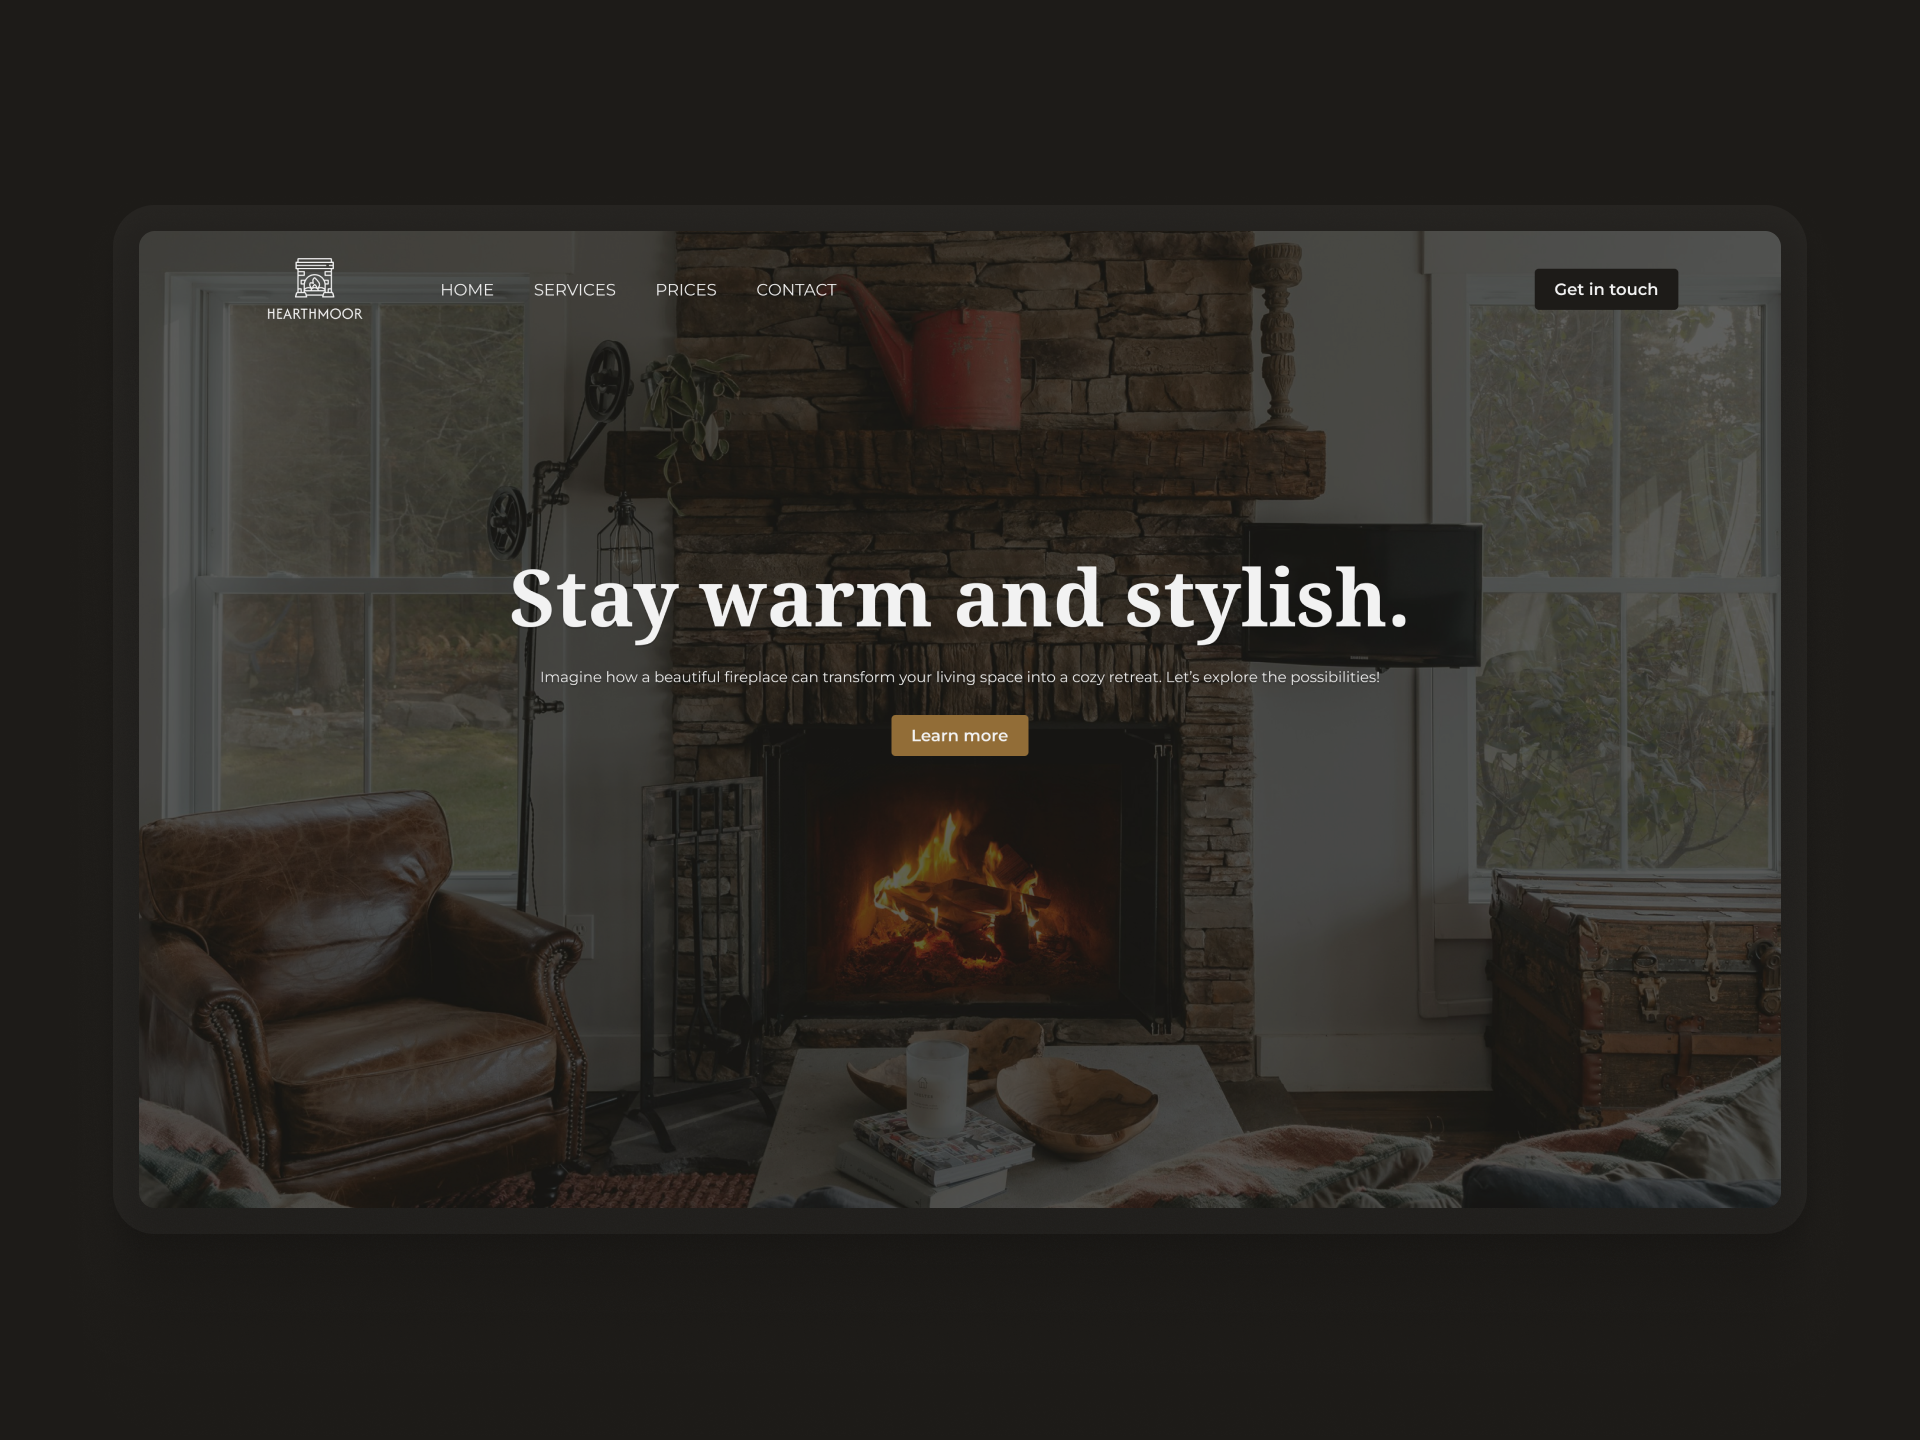 HEARTHMOOR
HOME SERVICES PRICES CONTACT
Get in touch
Stay warm and stylish.
Imagine how a beautiful fireplace can transform your living space into a cozy retreat. Let's explore the possibilities!
Learn more